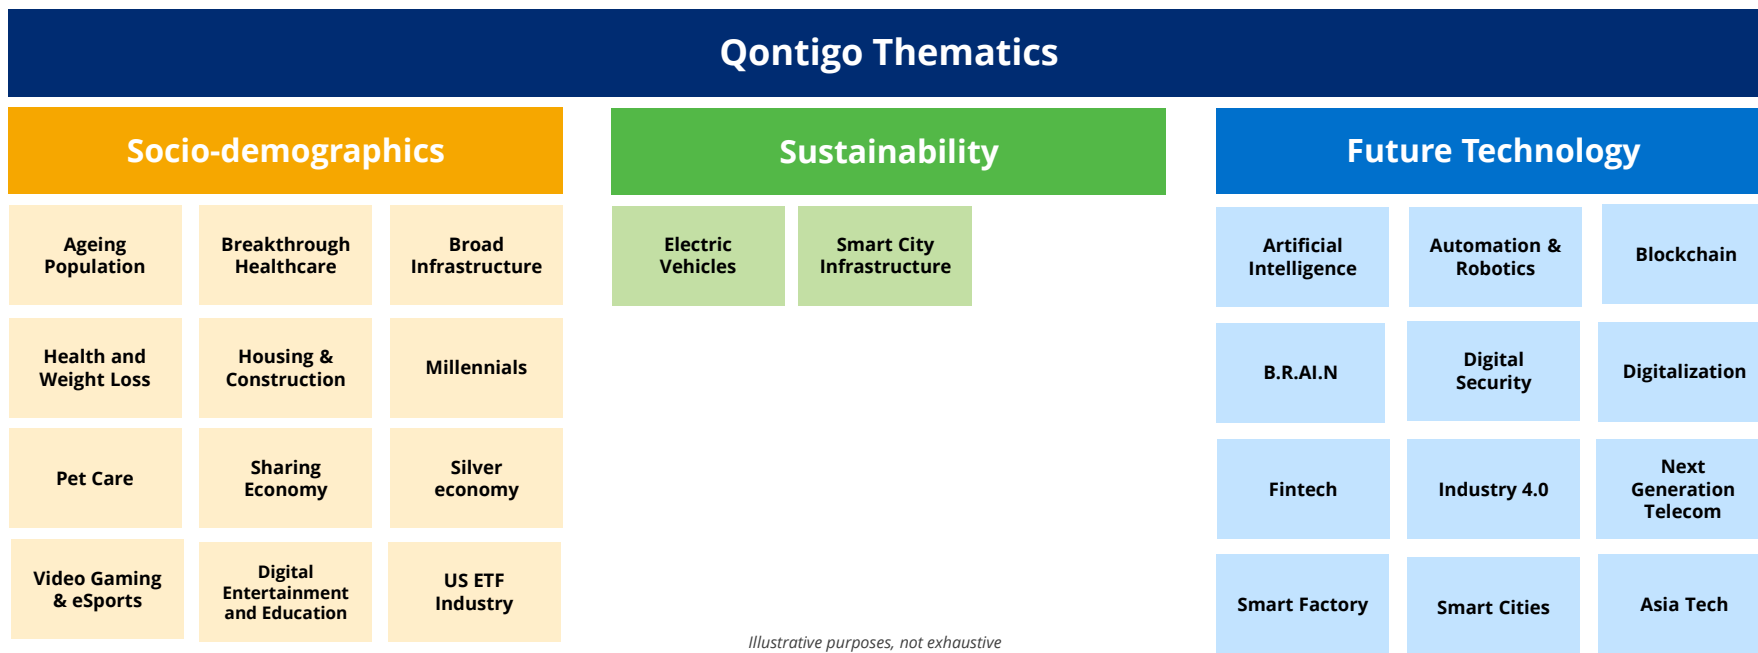 Qontigo Thematics
Socio-demographics
Ageing
Population
Breakthrough
Healthcare
Broad
Infrastructure
Health and
Weight Loss
Housing &
Construction
Millennials
Pet Care
Sharing
Economy
Silver
economy
Video Gaming
& eSports
Digital
Entertainment
and Education
US ETF
Industry
Sustainability
Electric
Vehicles
Smart City
Infrastructure
Future Technology
Artificial
Intelligence
Automation &
Robotics
Blockchain
B.R.AI.N
Digital
Security
Digitalization
Fintech
Industry 4.0
Next
Generation
Telecom
Smart Factory
Smart Cities
Asia Tech
Illustrative purposes, not exhaustive